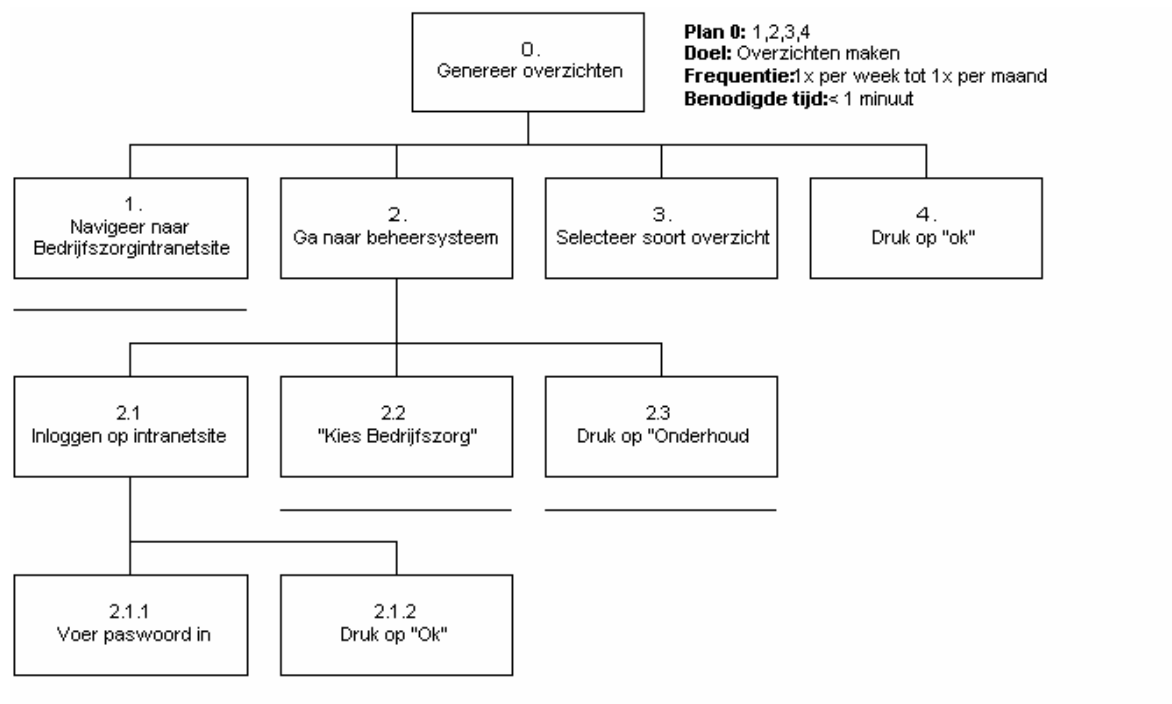 0.
Genereer overzichten
Plan 0: 1,2,3,4
Doel: Overzichten maken
Frequentie:1x per week tot 1x per maand
Benodigde tijd:< 1 minuut
1.
Navigeer naar
Bedrijfszorgintranetsite
2.
Ga naar beheersysteem
3.
Selecteer soort overzicht
4.
Druk op "ok"
2.1
Inloggen op intranetsite
2.2
"Kies Bedrijfszorg"
2.3
Druk op "Onderhoud
2.1.1
Voer paswoord in
2.1.2
Druk op "Ok"